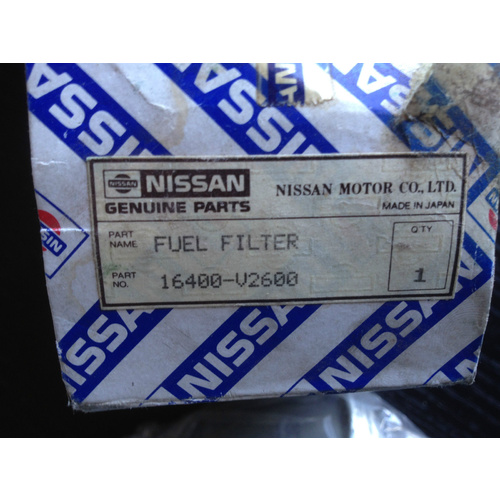 NISSAN
NISSAN
NISSAN MOTOR CO., LTD.
GENUINE PARTS
MADE IN JAPAN
PART NAME FUEL FILTER
Q'TY
PART NO. 16400-V2600
1
NISSAN
NISSAN
NISSAN